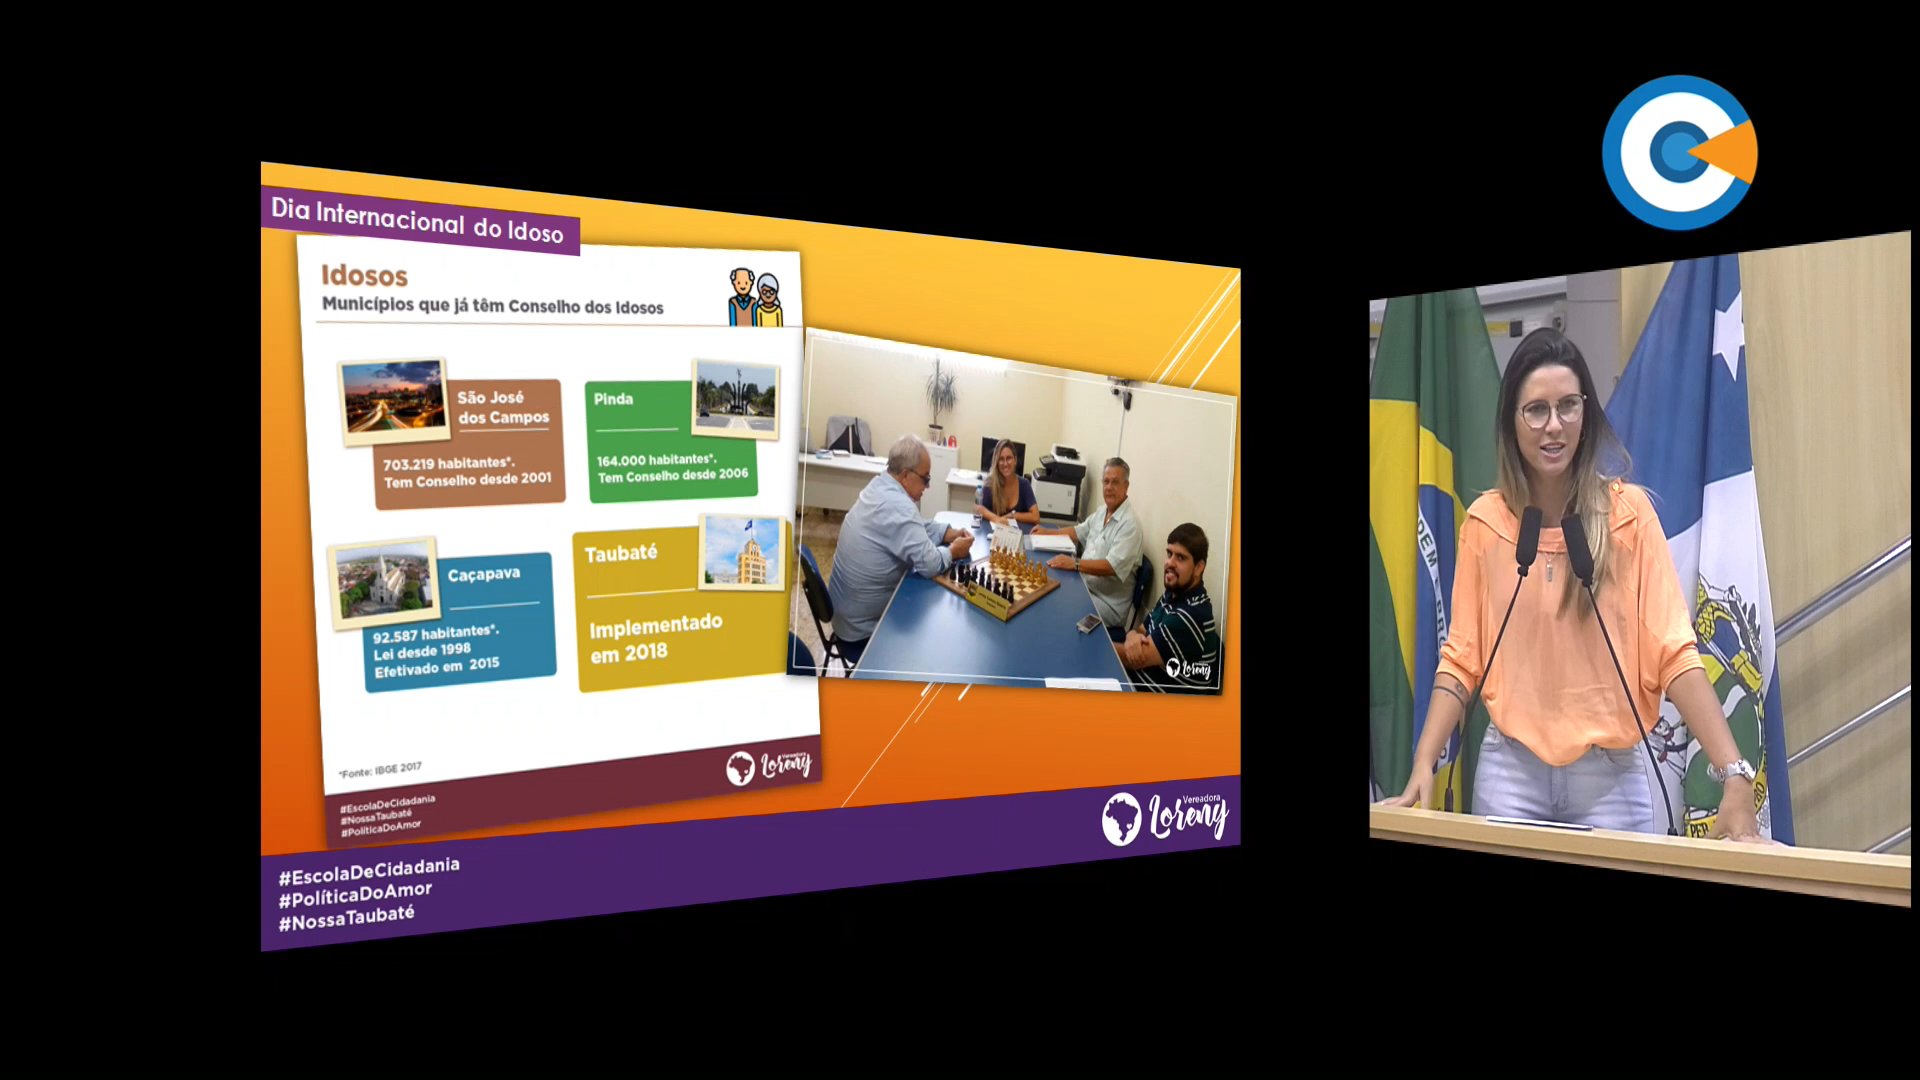 Dia Internacional do Idoso
Idosos
Municípios que já têm Conselho dos Idosos
São José
dos Campos
703.219 habitantes*.
Tem Conselho desde 2001
Pinda
164.000 habitantes*.
Tem Conselho desde 2006
Caçapava
92.587 habitantes*.
Lei desde 1998
Efetivado em 2015
Taubaté
Implementado
em 2018
*Fonte: IBGE 2017
#EscolaDeCidadania
#NossaTaubaté
#PolíticaDoAmor
Vereadora
Loreny
Loreny
#EscolaDeCidadania
#PolíticaDoAmor
#NossaTaubaté
Vereadora
Loreny